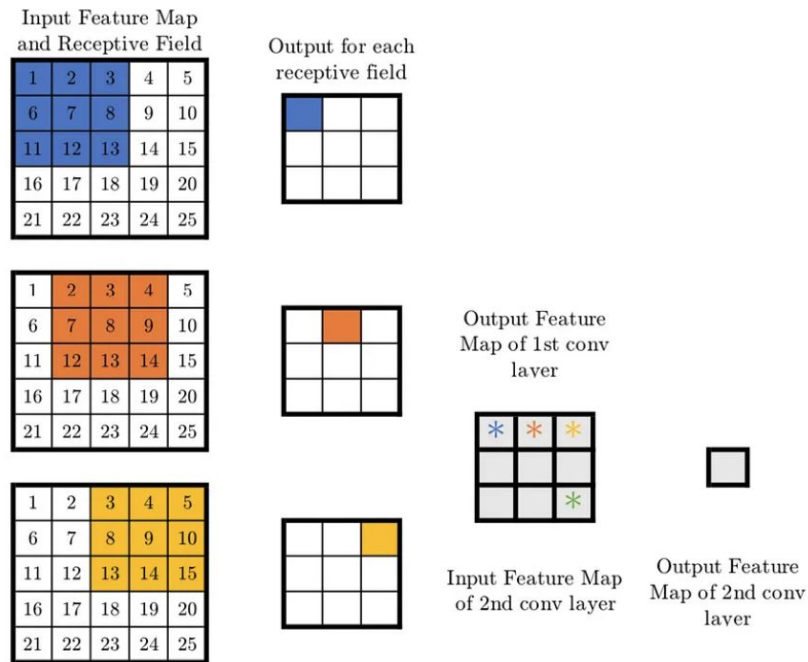 Input Feature Map
and Receptive Field
1 2 3 4 5
6 7 8 9 10
11 12 13 14 15
16 17 18 19 20
21 22 23 24 25
Output for each
receptive field
1 2 3 4 5
6 7 8 9 10
11 12 13 14 15
16 17 18 19 20
21 22 23 24 25
Output Feature
Map of 1st conv
layer
* * *
*
1 2 3 4 5
6 7 8 9 10
11 12 13 14 15
16 17 18 19 20
21 22 23 24 25
Input Feature Map
of 2nd conv layer
Output Feature
Map of 2nd conv
layer